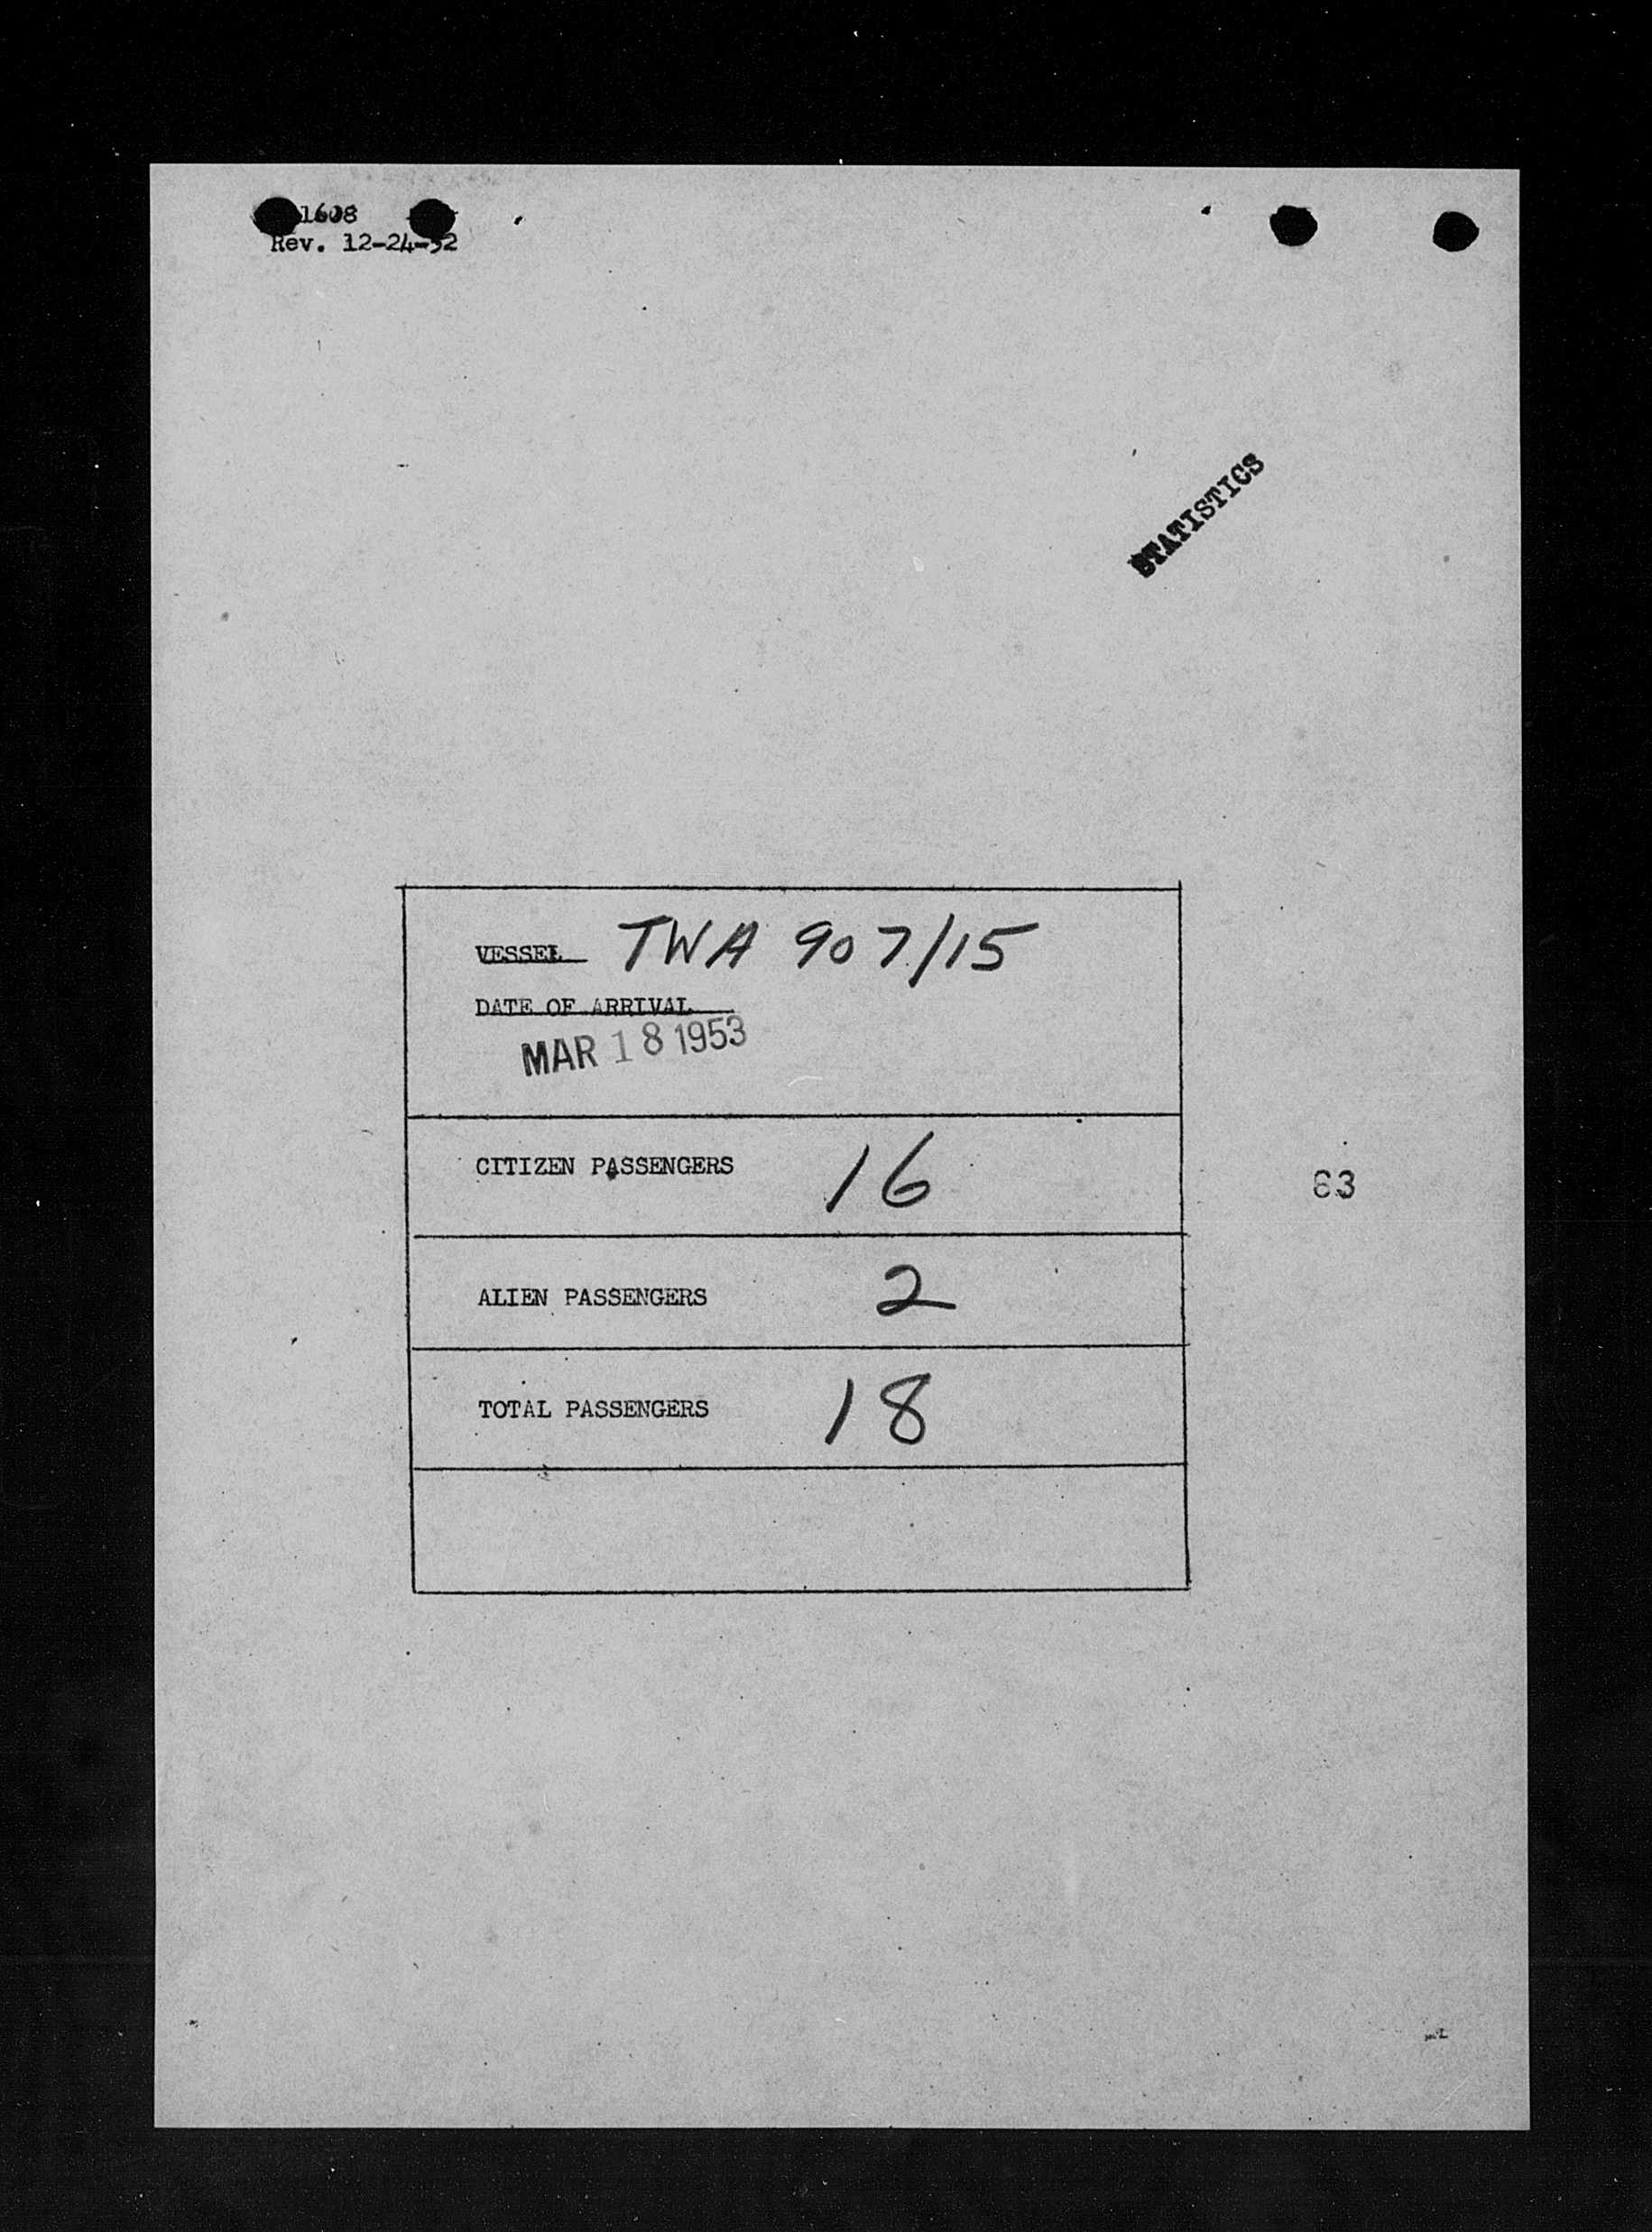 1608
Rev. 12-24-52
STATISTICS
VESSEL TWA 907/15
DATE OF ARRIVAL
MAR 18 1953
CITIZEN PASSENGERS 16
63
ALIEN PASSENGERS 2
TOTAL PASSENGERS 18